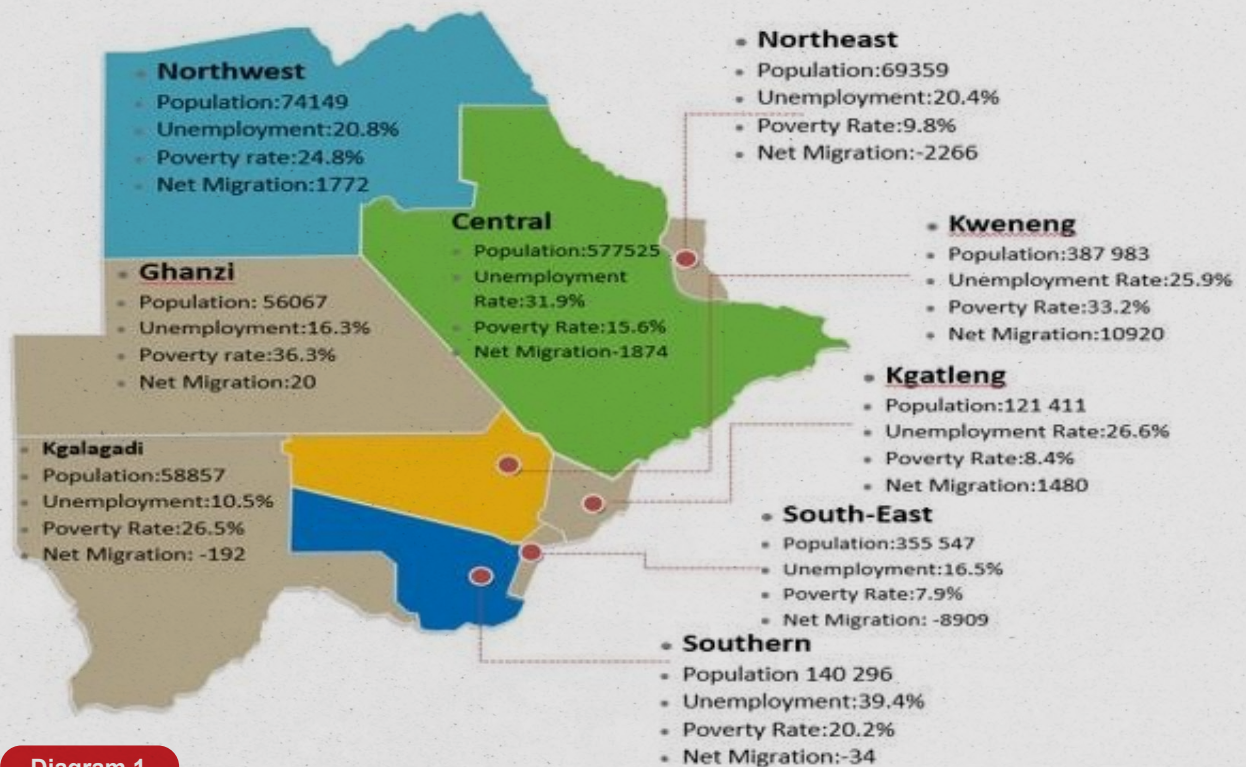 Northwest
Population:74149
Unemployment:20.8%
Poverty rate:24.8%
Net Migration:1772
Northeast
Population:69359
Unemployment:20.4%
Poverty Rate:9.8%
Net Migration:-2266
Central
Population:577525
Unemployment
Rate:31.9%
Poverty Rate:15.6%
Net Migration-1874
Kweneng
Population:387 983
Unemployment Rate:25.9%
Poverty Rate:33.2%
Net Migration:10920
Ghanzi
Population: 56067
Unemployment:16.3%
Poverty rate:36.3%
Net Migration:20
Kgatleng
Population:121 411
Unemployment Rate:26.6%
Poverty Rate:8.4%
Net Migration:1480
Kgalagadi
Population:58857
Unemployment:10.5%
Poverty Rate:26.5%
Net Migration: -192
South-East
Population:355 547
Unemployment:16.5%
Poverty Rate:7.9%
Net Migration: -8909
Southern
Population 140 296
Unemployment:39.4%
Poverty Rate:20.2%
Net Migration:-34
Diagram 1